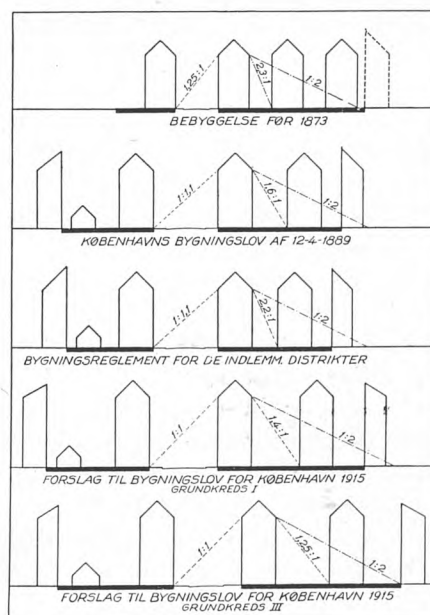 1,25:1 2,3:1 1:2
BEBYGGELSE FØR 1873
1:1,1 1,6:1 1:2
KØBENHAVNS BYGNINGSLOV AF 12-4-1889
1:1,1 2,2:1 1:2
BYGNINGSREGLEMENT FOR DE INDLEMM. DISTRIKTER
1:1 1,4:1 1:2
FORSLAG TIL BYGNINGSLOV FOR KØBENHAVN 1915
GRUNDKREDS I
1:1 1,25:1 1:2
FORSLAG TIL BYGNINGSLOV FOR KØBENHAVN 1915
GRUNDKREDS III